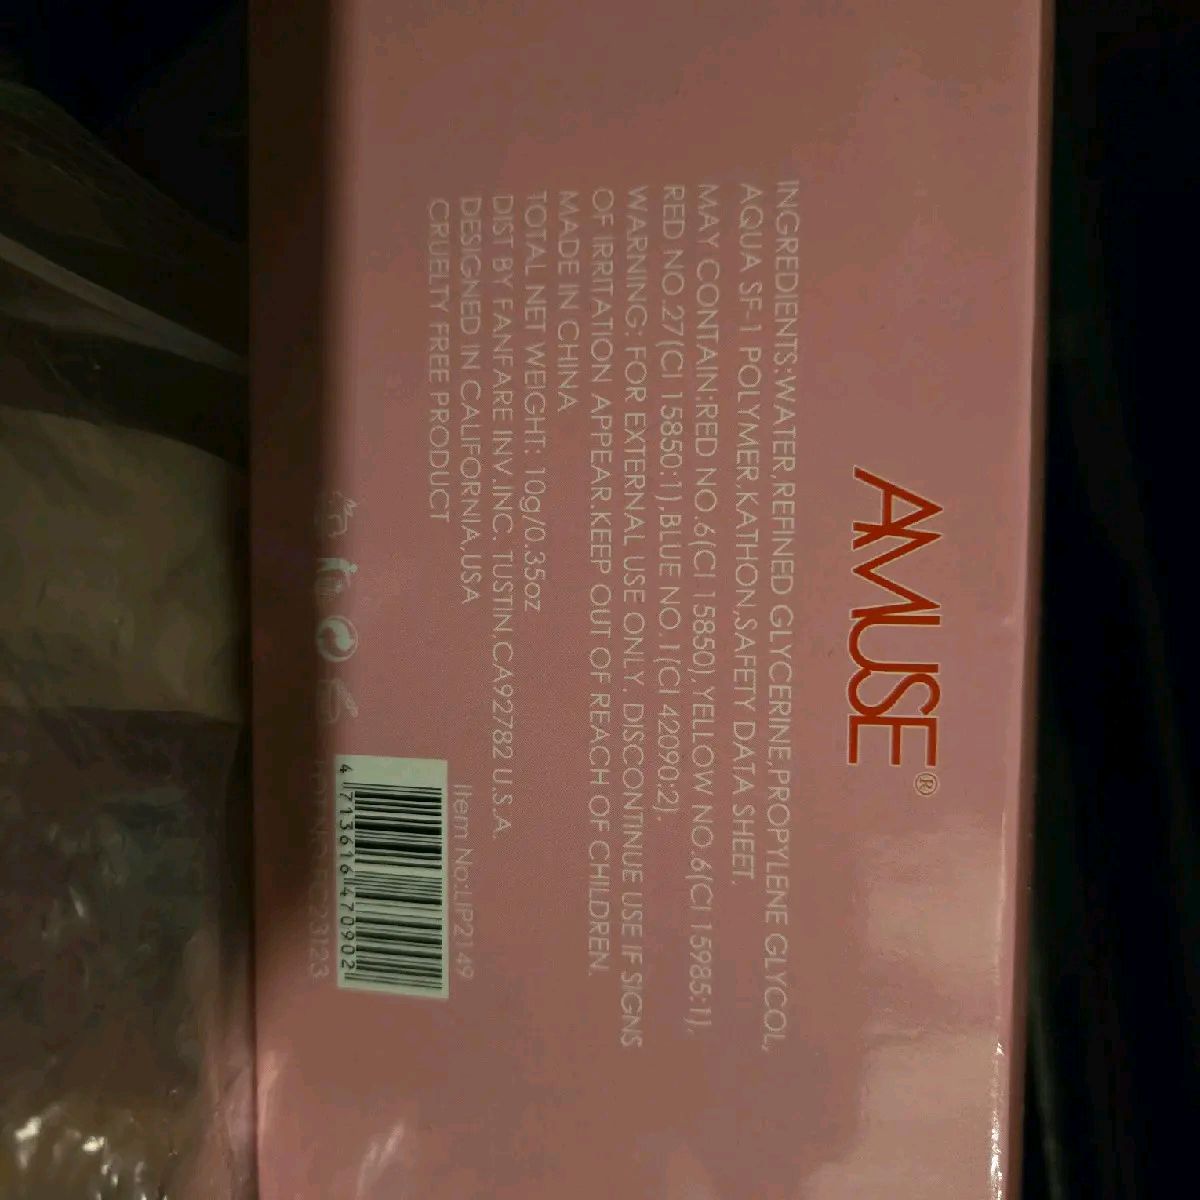 AMUSE®
INGREDIENTS:WATER,REFINED GLYCERINE,PROPYLENE GLYCOL,
AQUA SF-1 POLYMER,KATHON,SAFETY DATA SHEET.
MAY CONTAIN:RED NO.6(CI 15850),YELLOW NO.6(CI 15985:1),
RED NO.27(CI 15850:1),BLUE NO.1(CI 42090:2).
WARNING: FOR EXTERNAL USE ONLY. DISCONTINUE USE IF SIGNS
OF IRRITATION APPEAR.KEEP OUT OF REACH OF CHILDREN.
MADE IN CHINA
TOTAL NET WEIGHT: 10g/0.35oz
DIST BY FANFARE INV.INC. TUSTIN,CA92782 U.S.A.
DESIGNED IN CALIFORNIA,USA
CRUELTY FREE PRODUCT
Item No:LIP2149
4 713616 470902